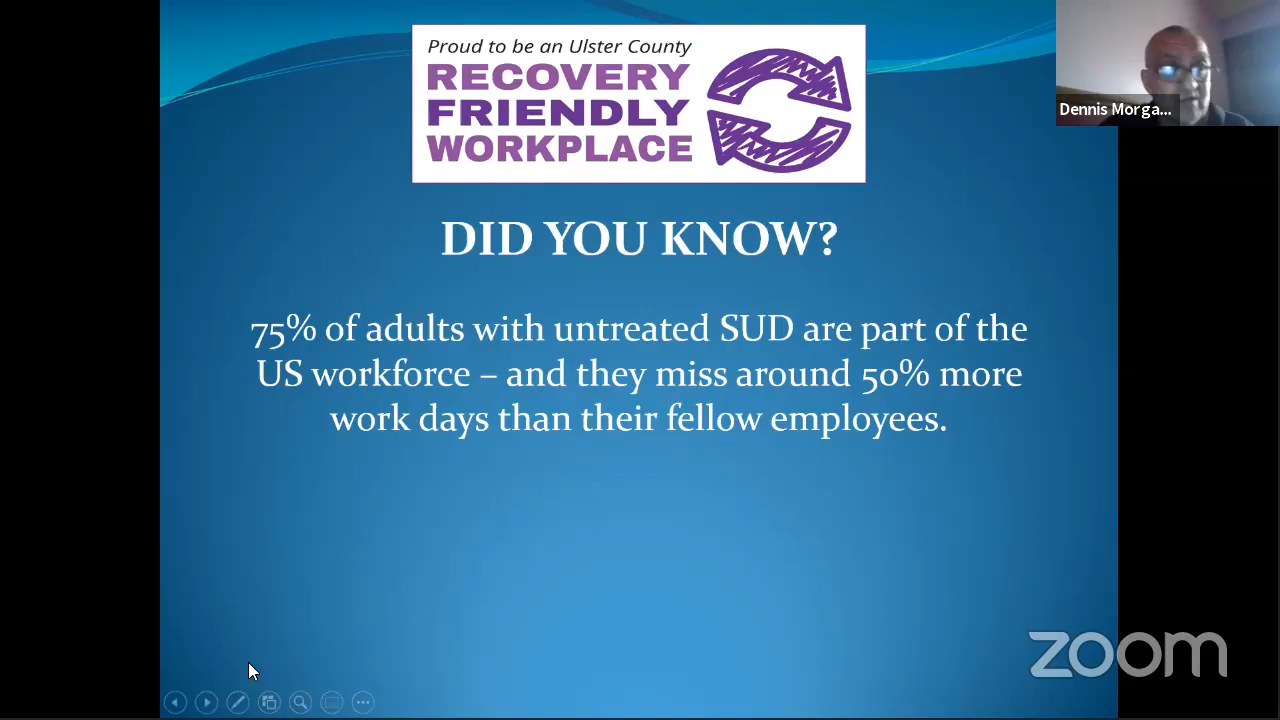 Proud to be an Ulster County
RECOVERY
FRIENDLY
WORKPLACE
Dennis Morga...
DID YOU KNOW?
75% of adults with untreated SUD are part of the
US workforce – and they miss around 50% more
work days than their fellow employees.
zoom